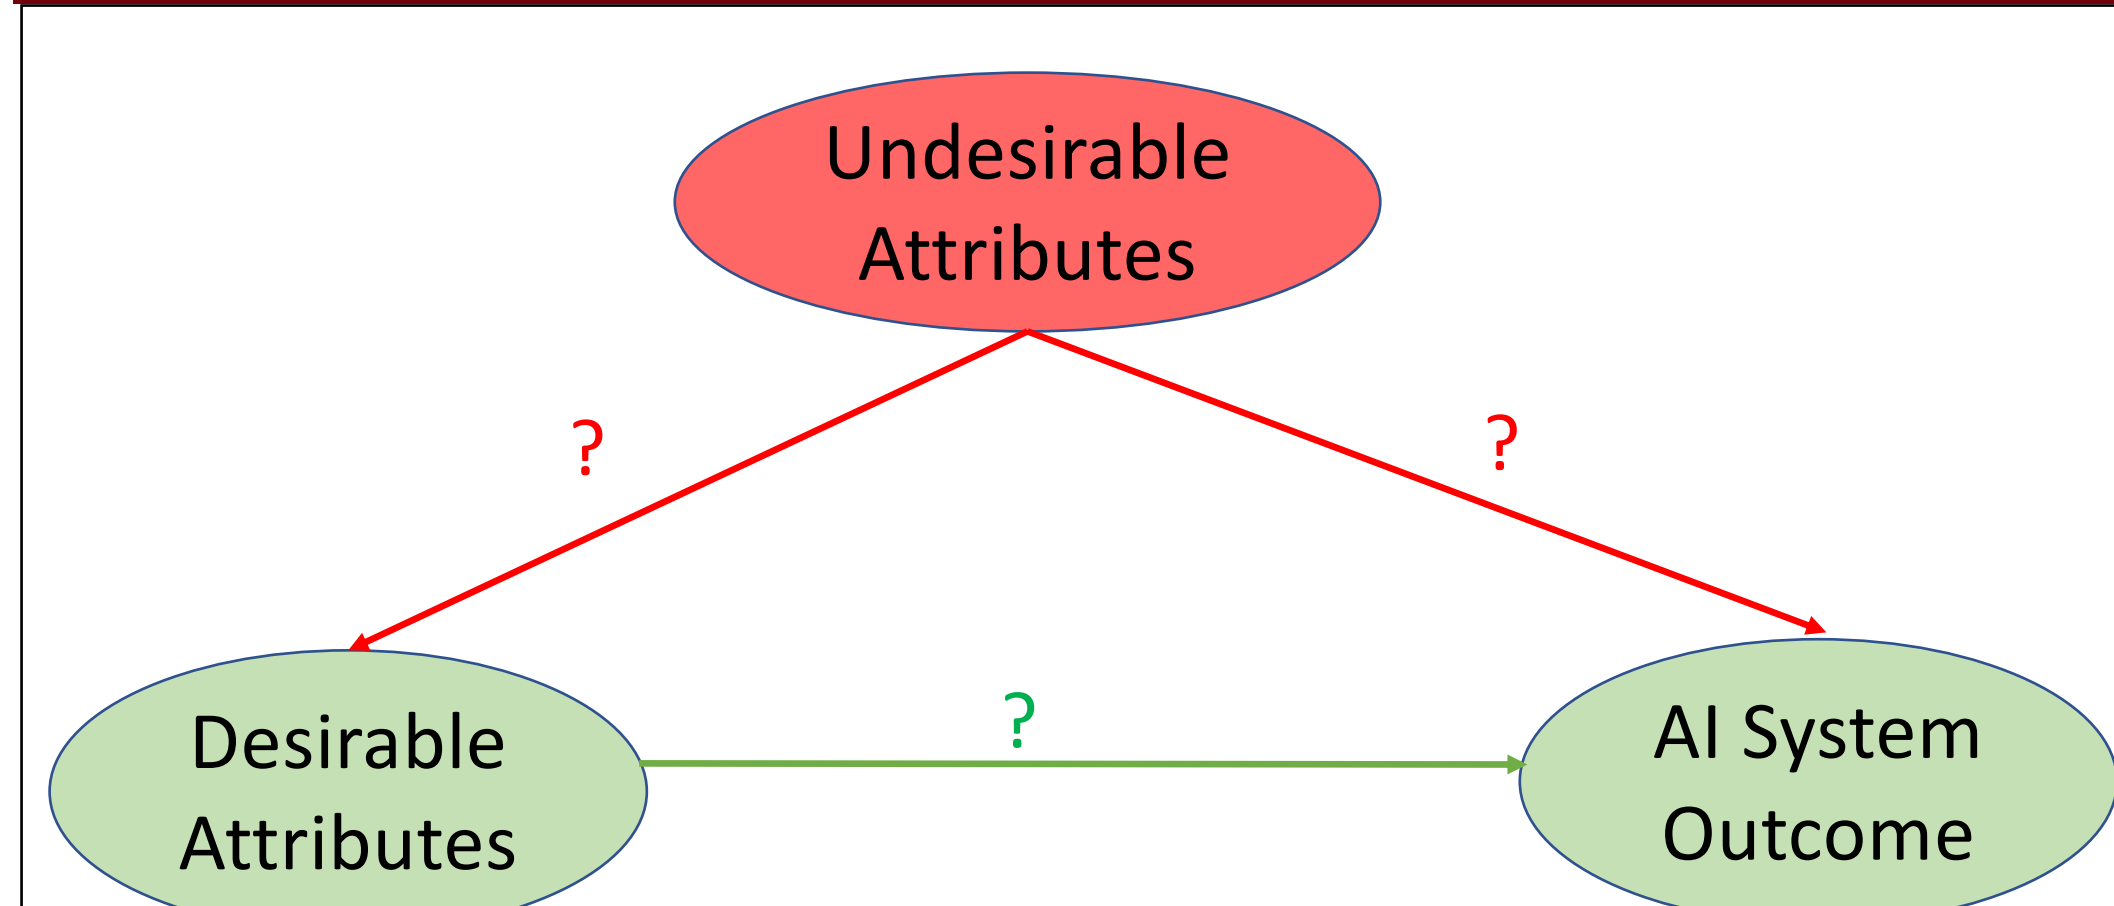 Undesirable
Attributes
?
?
?
Desirable
Attributes
AI System
Outcome